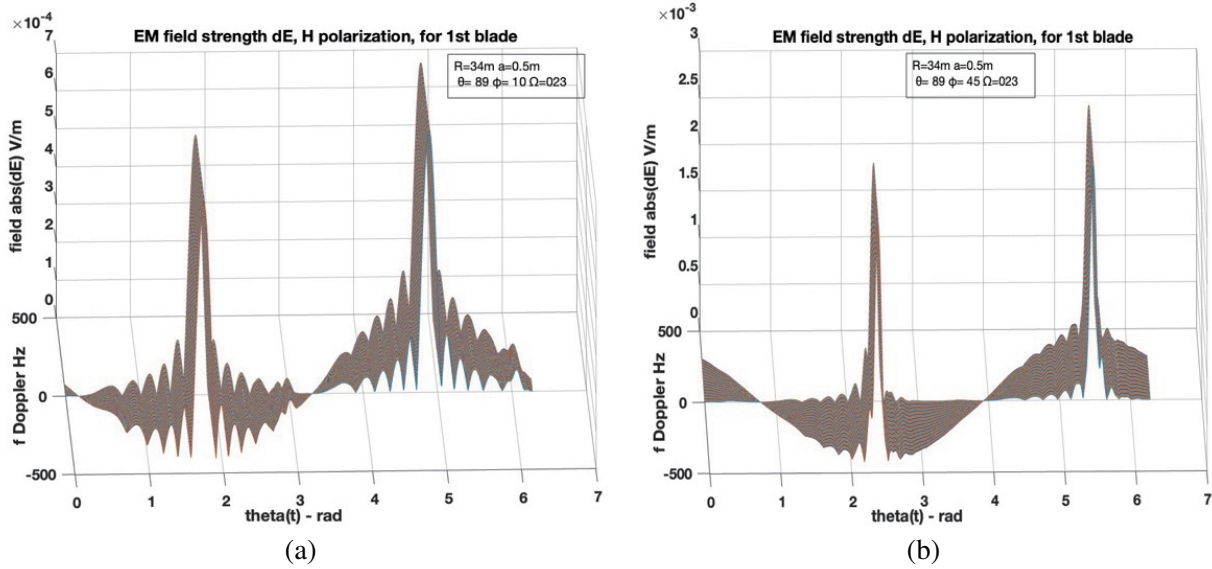 ×10-4
EM field strength dE, H polarization, for 1st blade
R=34m a=0.5m
θ= 89 ϕ= 10 Ω=023
7
6
5
4
3
2
1
0
field abs(dE) V/m
500
0
-500
f Doppler Hz
0 1 2 3 4 5 6 7
theta(t) - rad
(a)
×10-3
EM field strength dE, H polarization, for 1st blade
R=34m a=0.5m
θ= 89 ϕ= 45 Ω=023
3
2.5
2
1.5
1
0.5
0
field abs(dE) V/m
500
0
-500
f Doppler Hz
0 1 2 3 4 5 6 7
theta(t) - rad
(b)